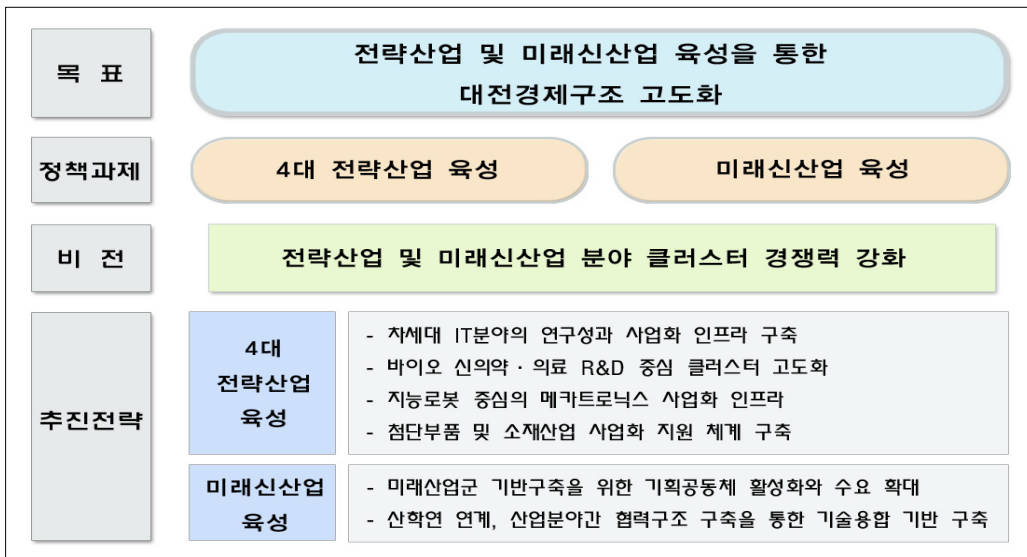 목 표
전략산업 및 미래신산업 육성을 통한
대전경제구조 고도화
정책과제
4대 전략산업 육성
미래신산업 육성
비 전
전략산업 및 미래신산업 분야 클러스터 경쟁력 강화
추진전략
4대
전략산업
육성
- 차세대 IT분야의 연구성과 사업화 인프라 구축
- 바이오 신의약·의료 R&D 중심 클러스터 고도화
- 지능로봇 중심의 메카트로닉스 사업화 인프라
- 첨단부품 및 소재산업 사업화 지원 체계 구축
미래신산업
육성
- 미래산업군 기반구축을 위한 기획공동체 활성화와 수요 확대
- 산학연 연계, 산업분야간 협력구조 구축을 통한 기술융합 기반 구축